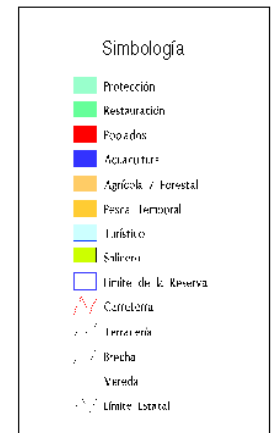 Simbología
Protección
Restauración
Poblados
Acuacultura
Agrícola / Forestal
Pesca Temporal
Turístico
Salinero
Límite de la Reserva
Carreterra
Terracería
Brecha
Vereda
Límite Estatal